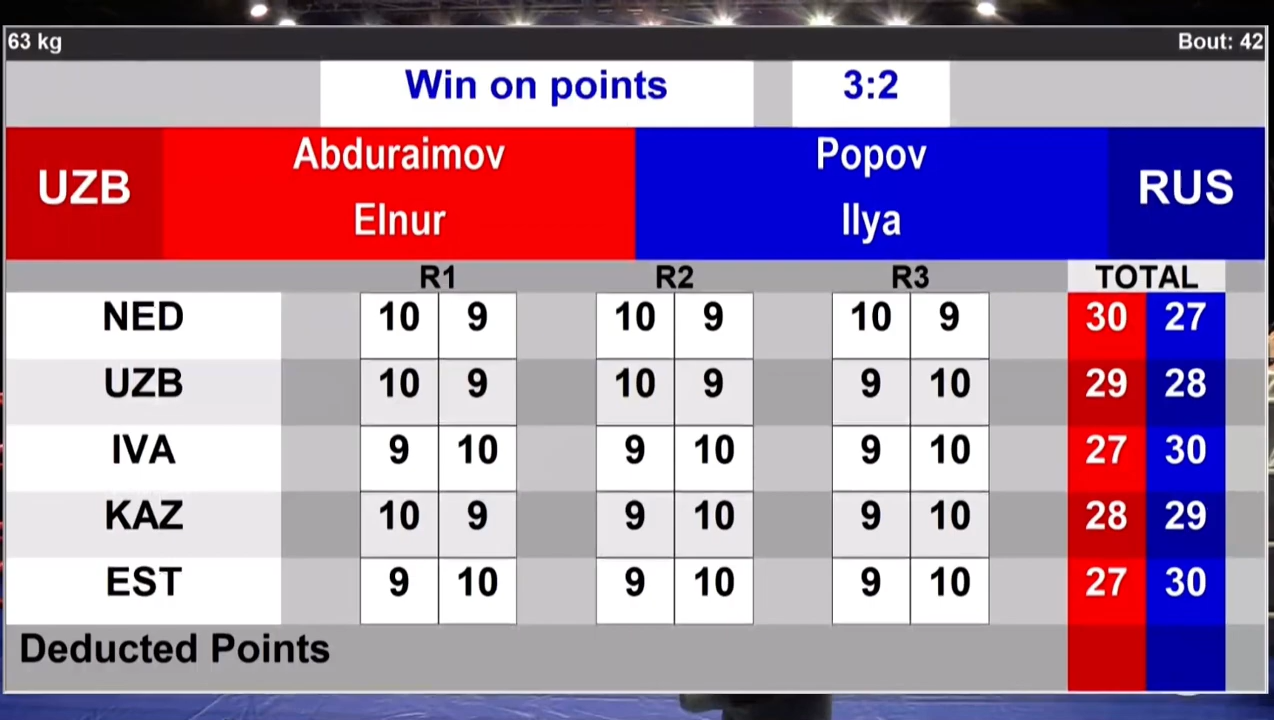 63 kg Bout: 42
Win on points 3:2
UZB Abduraimov Elnur Popov Ilya RUS
R1 R2 R3 TOTAL
NED 10 9 10 9 10 9 30 27
UZB 10 9 10 9 9 10 29 28
IVA 9 10 9 10 9 10 27 30
KAZ 10 9 9 10 9 10 28 29
EST 9 10 9 10 9 10 27 30
Deducted Points